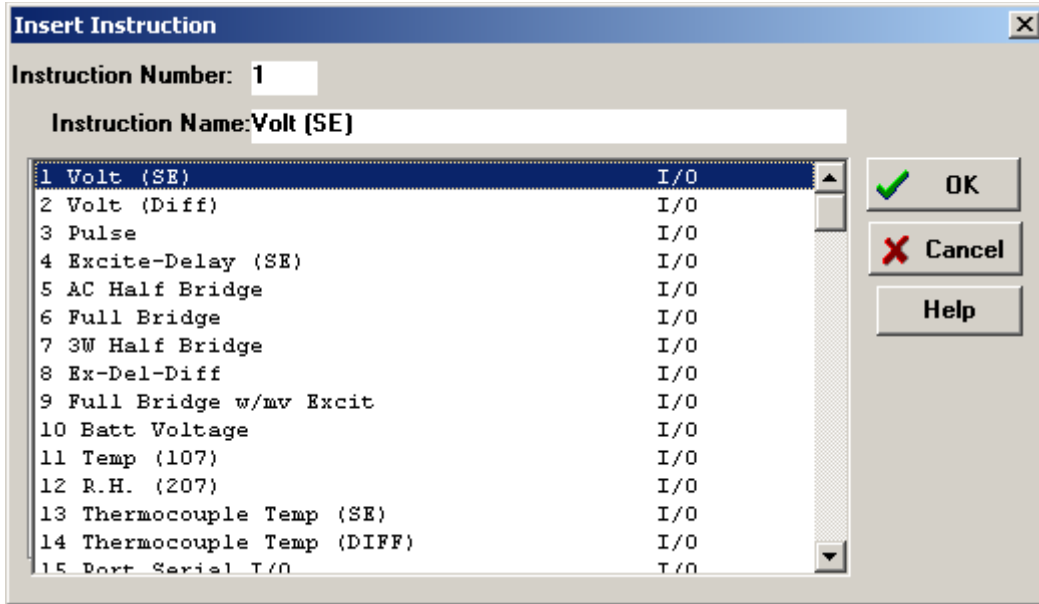 Insert Instruction
Instruction Number: 1
Instruction Name: Volt (SE)
1 Volt (SE) I/O
2 Volt (Diff) I/O
3 Pulse I/O
4 Excite-Delay (SE) I/O
5 AC Half Bridge I/O
6 Full Bridge I/O
7 3W Half Bridge I/O
8 Ex-Del-Diff I/O
9 Full Bridge w/mv Excit I/O
10 Batt Voltage I/O
11 Temp (107) I/O
12 R.H. (207) I/O
13 Thermocouple Temp (SE) I/O
14 Thermocouple Temp (DIFF) I/O
15 Port Serial I/O I/O
OK
Cancel
Help